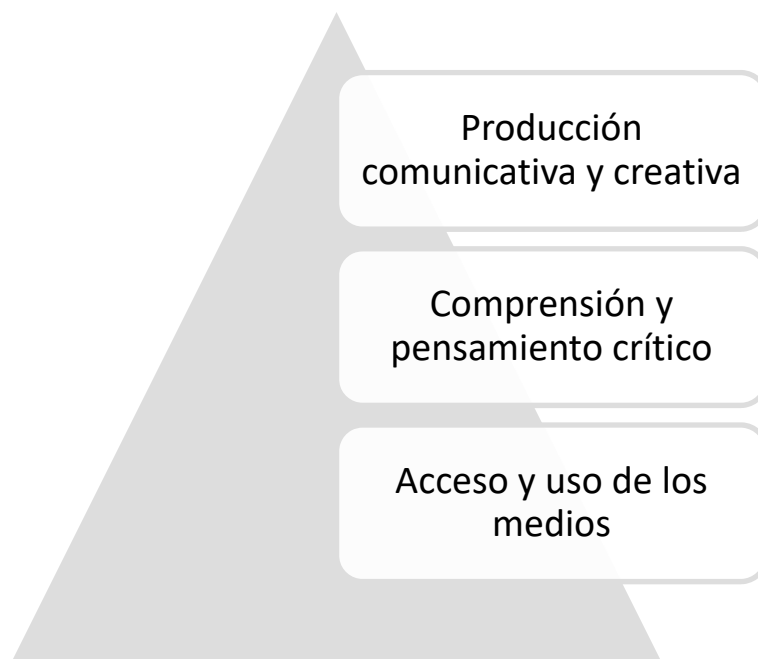 Producción
comunicativa y creativa
Comprensión y
pensamiento crítico
Acceso y uso de los
medios